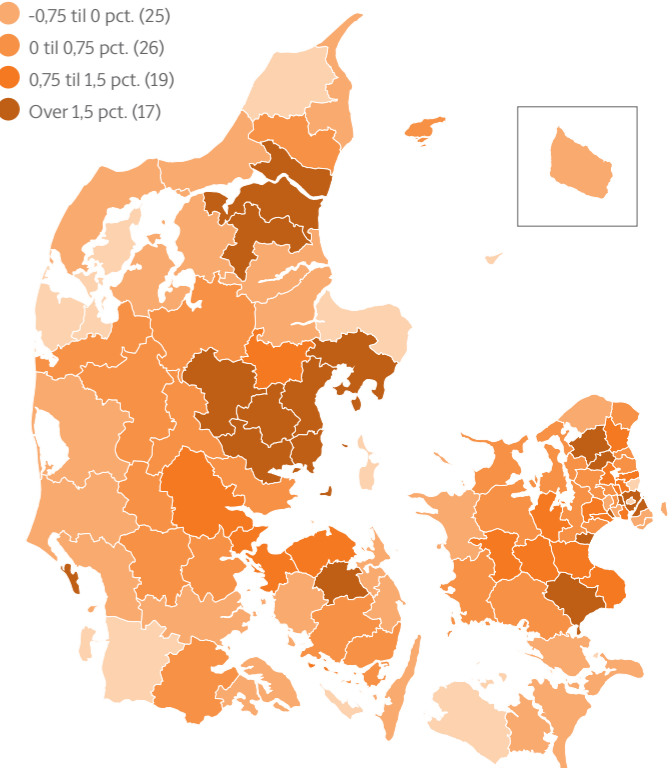 -0,75 til 0 pct. (25)
0 til 0,75 pct. (26)
0,75 til 1,5 pct. (19)
Over 1,5 pct. (17)